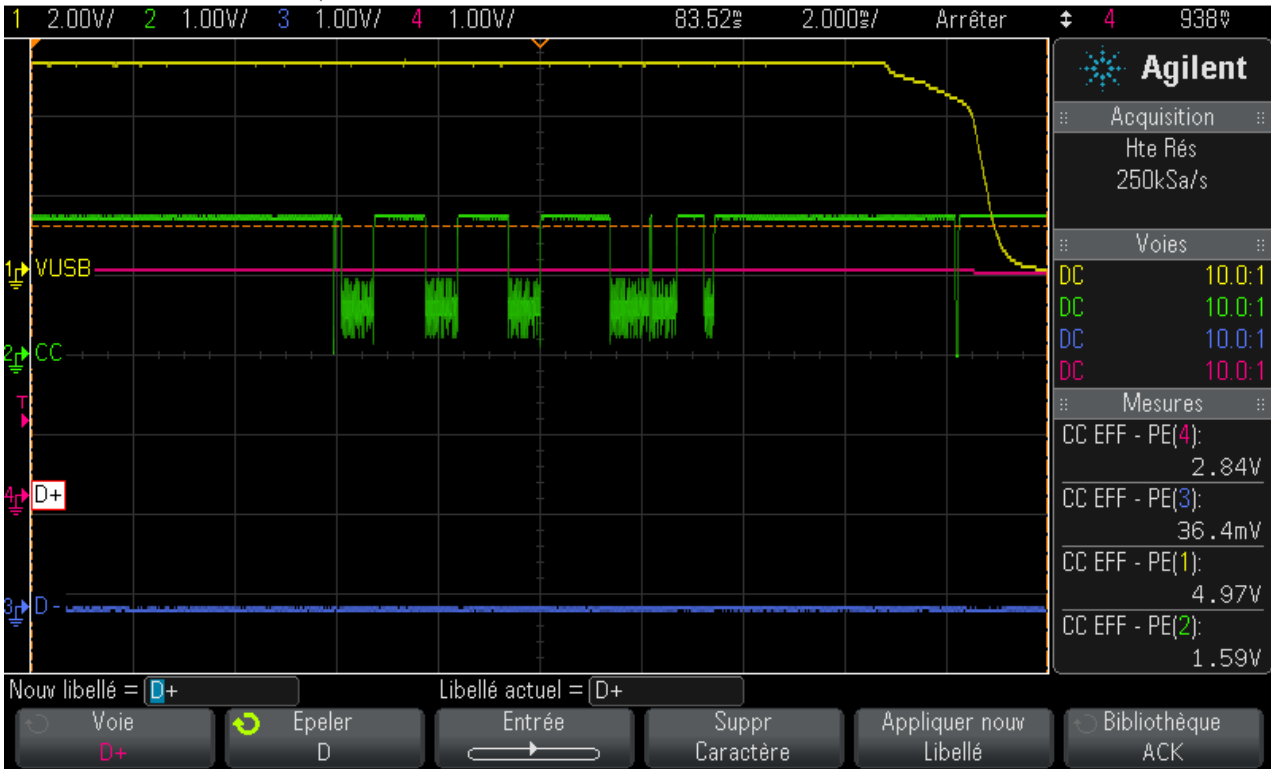 1 2.00V/ 2 1.00V/ 3 1.00V/ 4 1.00V/ 83.52ms 2.000ms/ Arrêter 4 938mV
Agilent
Acquisition
Hte Rés
250kSa/s
Voies
DC 10.0:1
DC 10.0:1
DC 10.0:1
DC 10.0:1
Mesures
CC EFF - PE(4):
2.84V
CC EFF - PE(3):
36.4mV
CC EFF - PE(1):
4.97V
CC EFF - PE(2):
1.59V
1 VUSB
2 CC
T
4 D+
3 D-
Nouv libellé = D+ Libellé actuel = D+
Voie
D+
Epeler
D
Entrée
Suppr
Caractère
Appliquer nouv
Libellé
Bibliothèque
ACK